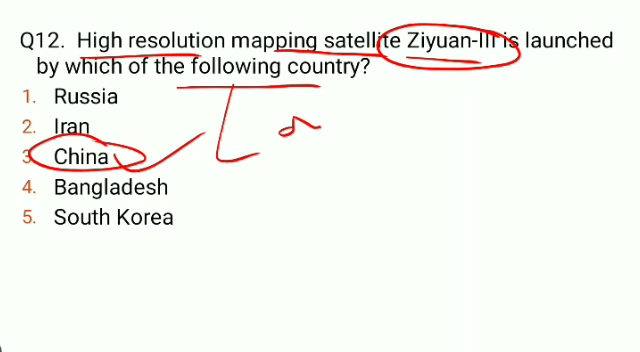 Q12. High resolution mapping satellite Ziyuan-III is launched
by which of the following country?
1. Russia
2. Iran
3. China
4. Bangladesh
5. South Korea